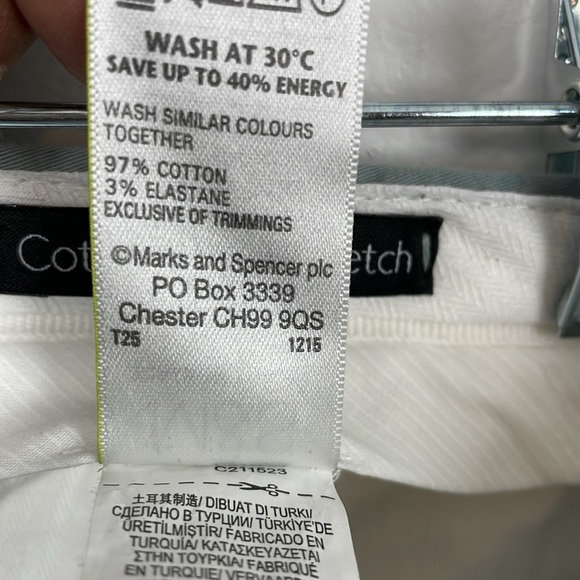 WASH AT 30°C
SAVE UP TO 40% ENERGY
WASH SIMILAR COLOURS
TOGETHER
97% COTTON
3% ELASTANE
EXCLUSIVE OF TRIMMINGS
Cot
etch
©Marks and Spencer plc
PO Box 3339
Chester CH99 9QS
T25 1215
C211523
土耳其制造/ DIBUAT DI TURKI/
СДЕЛАНО В ТУРЦИИ/ TÜRKİYE'DE
ÜRETİLMİŞTİR/ FABRICADO EN
TURQUÍA/ ΚΑΤΑΣΚΕΥΑΖΕΤΑΙ
ΣΤΗΝ ΤΟΥΡΚΙΑ/ FABRIQUÉ
EN TURQUIE/ VERVAARD